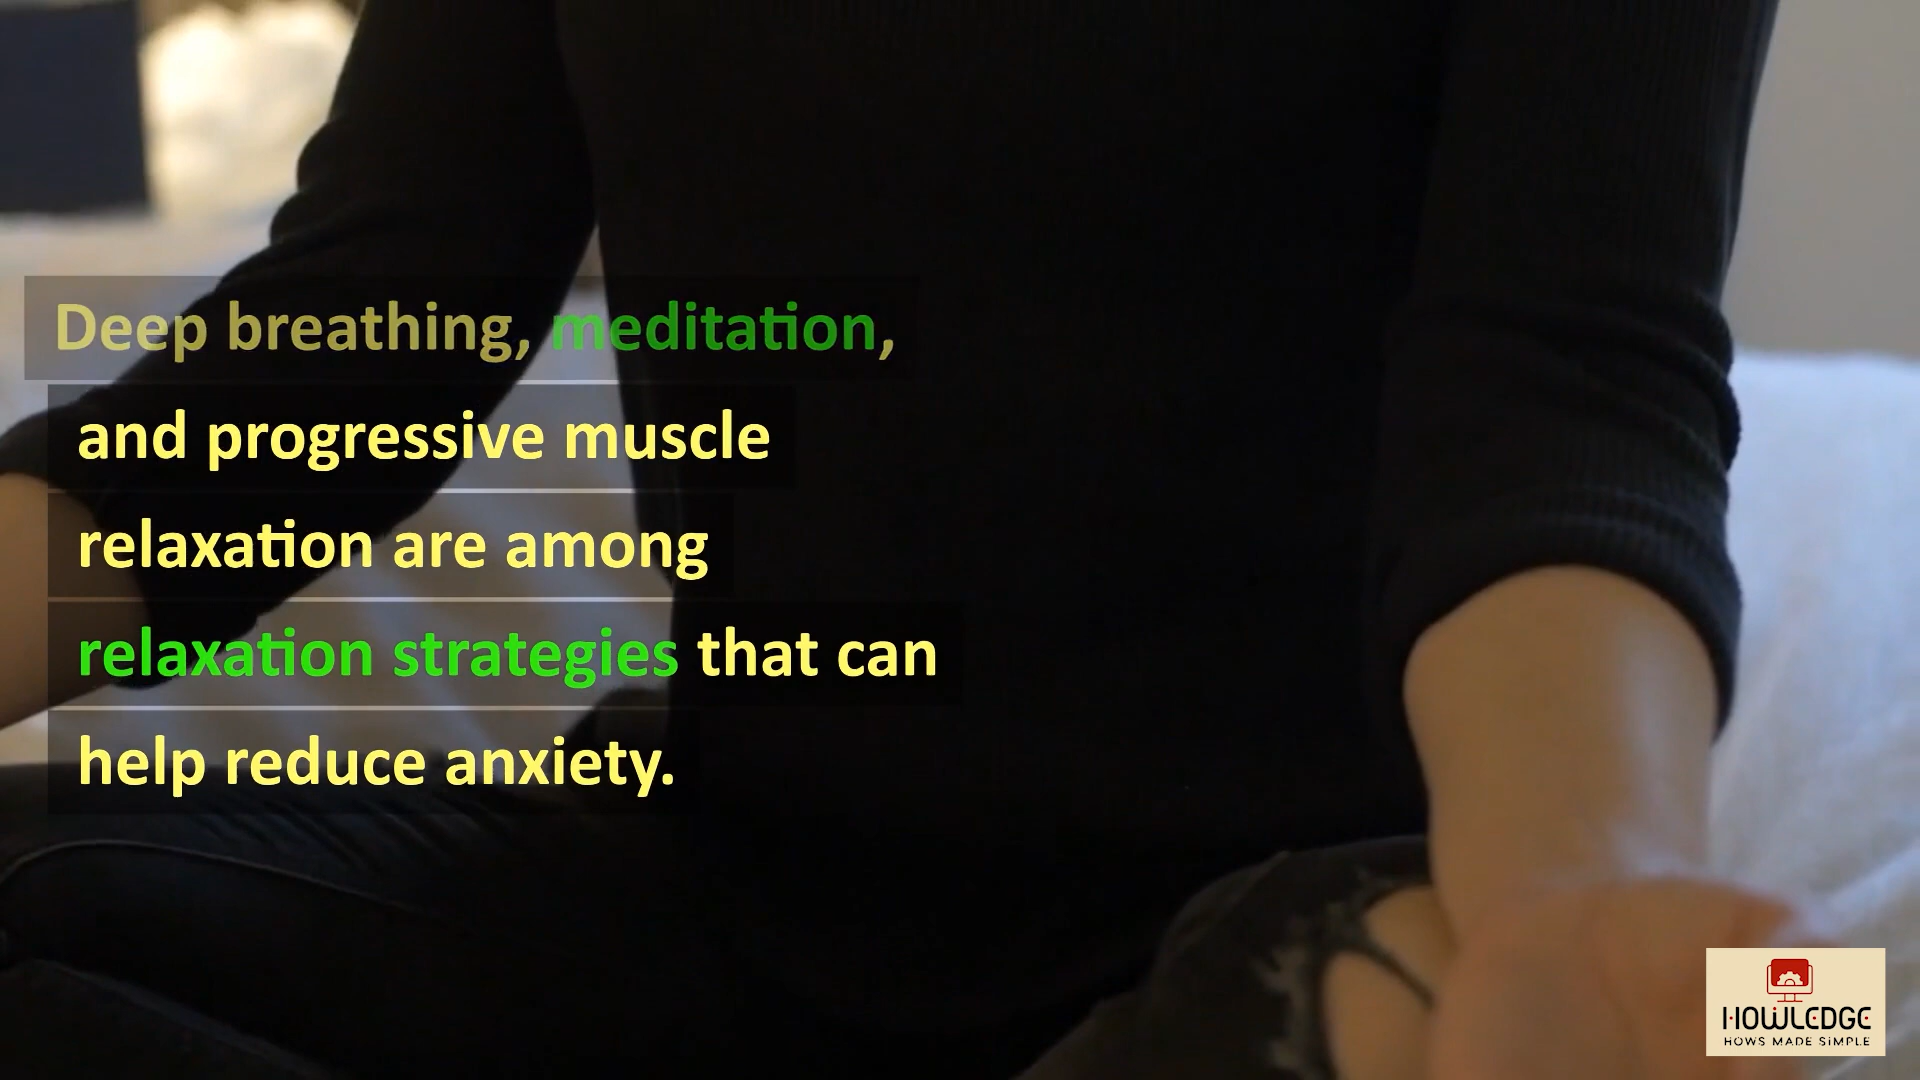 Deep breathing, meditation,
and progressive muscle
relaxation are among
relaxation strategies that can
help reduce anxiety.
HOWLEDGE
HOWS MADE SIMPLE